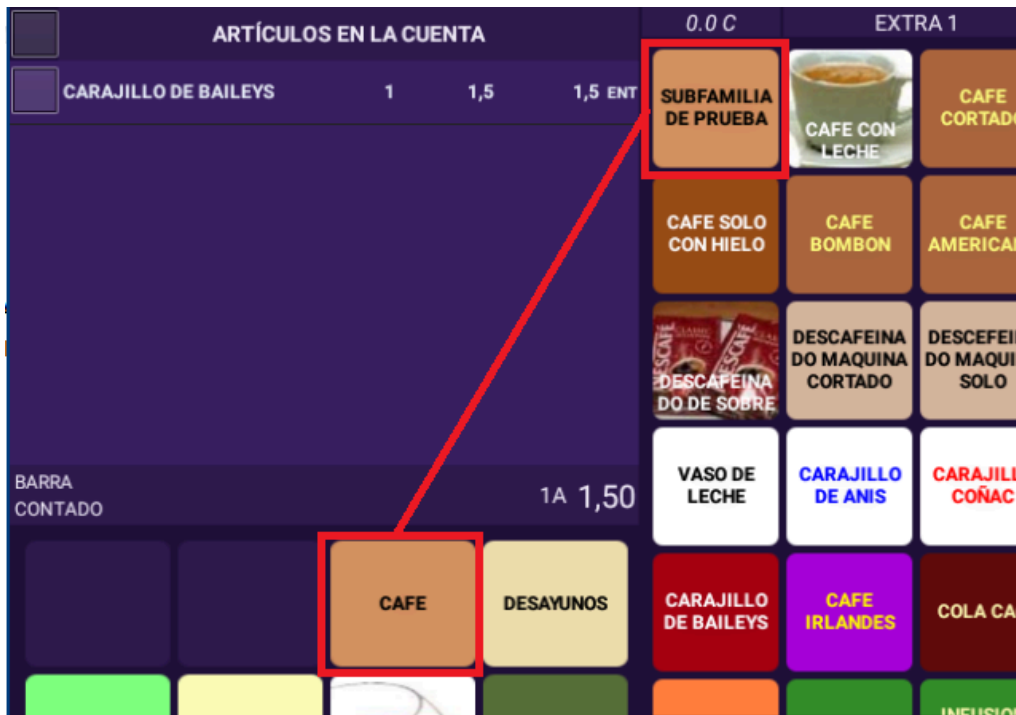 ARTÍCULOS EN LA CUENTA
0.0 C
EXTRA 1
CARAJILLO DE BAILEYS 1 1,5 1,5 ENT
SUBFAMILIA
DE PRUEBA
CAFE CON
LECHE
CAFE
CORTADO
CAFE SOLO
CON HIELO
CAFE
BOMBON
CAFE
AMERICAN
DESCAFEINA
DO DE SOBRE
DESCAFEINA
DO MAQUINA
CORTADO
DESCEFEIN
DO MAQUI
SOLO
VASO DE
LECHE
CARAJILLO
DE ANIS
CARAJILL
COÑAC
BARRA
CONTADO
1A 1,50
CAFE
DESAYUNOS
CARAJILLO
DE BAILEYS
CAFE
IRLANDES
COLA CA
INFUSION